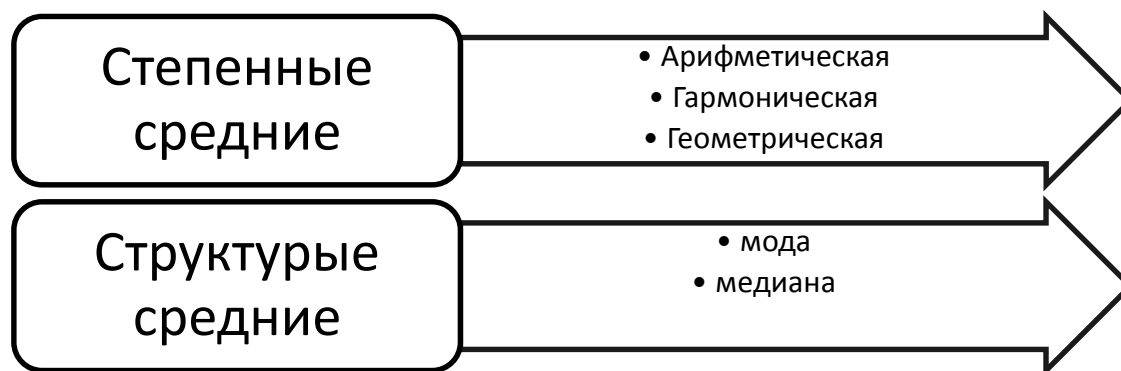 Степенные
средние
• Арифметическая
• Гармоническая
• Геометрическая
Структурые
средние
• мода
• медиана